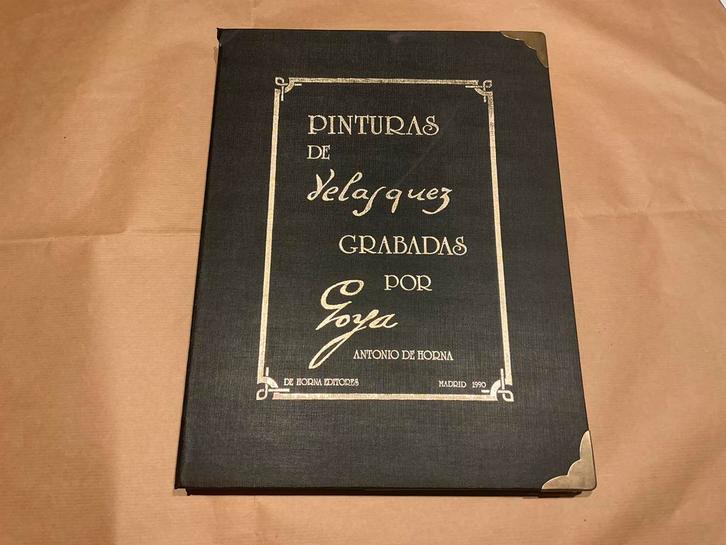 PINTURAS
DE
Velasquez
GRABADAS
POR
Goya
ANTONIO DE HORNA
DE HORNA EDITORES MADRID 1990